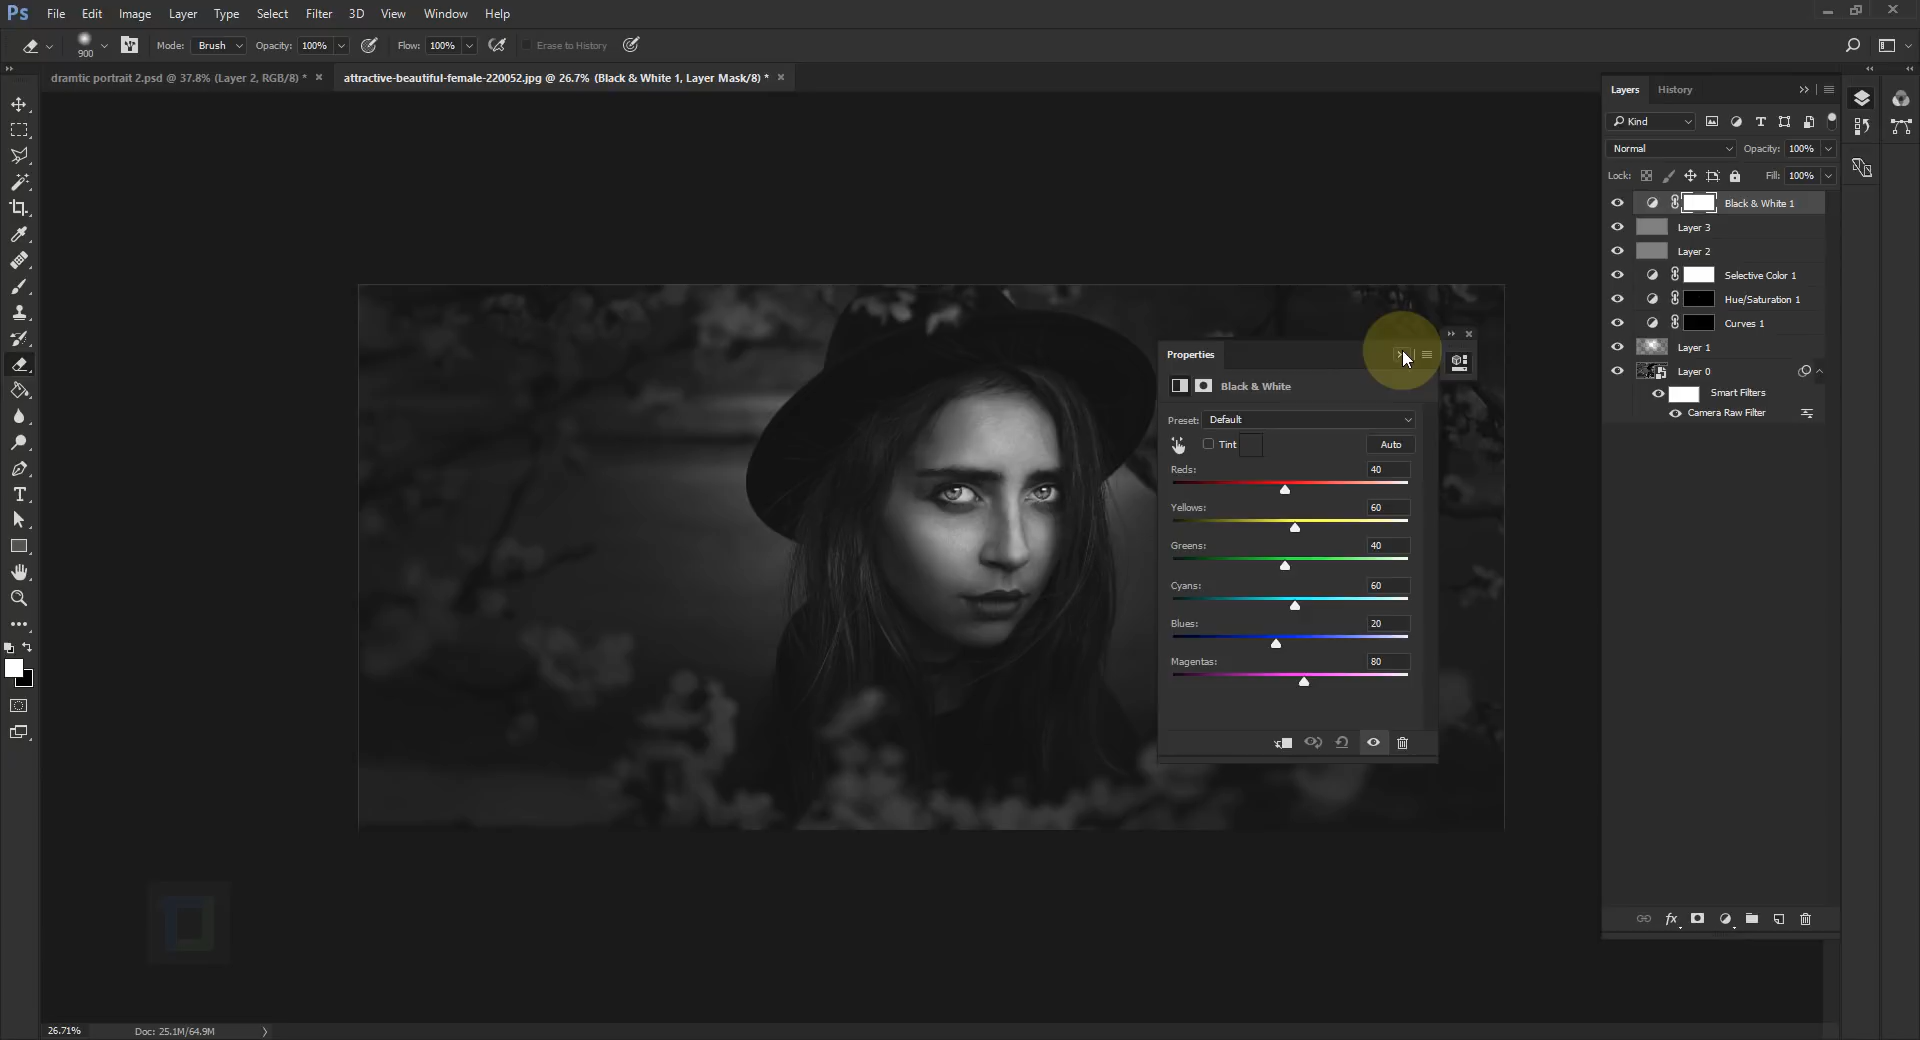 Ps File Edit Image Layer Type Select Filter 3D View Window Help
900 Mode: Brush Opacity: 100% Flow: 100% Erase to History
dramtic portrait 2.psd @ 37.8% (Layer 2, RGB/8) * × attractive-beautiful-female-220052.jpg @ 26.7% (Black & White 1, Layer Mask/8) * ×
Layers History
Kind
Normal Opacity: 100%
Lock: Fill: 100%
Black & White 1
Layer 3
Layer 2
Selective Color 1
Hue/Saturation 1
Curves 1
Layer 1
Layer 0
Smart Filters
Camera Raw Filter
Properties
Black & White
Preset: Default
Tint Auto
Reds: 40
Yellows: 60
Greens: 40
Cyans: 60
Blues: 20
Magentas: 80
fx
26.71% Doc: 25.1M/64.9M